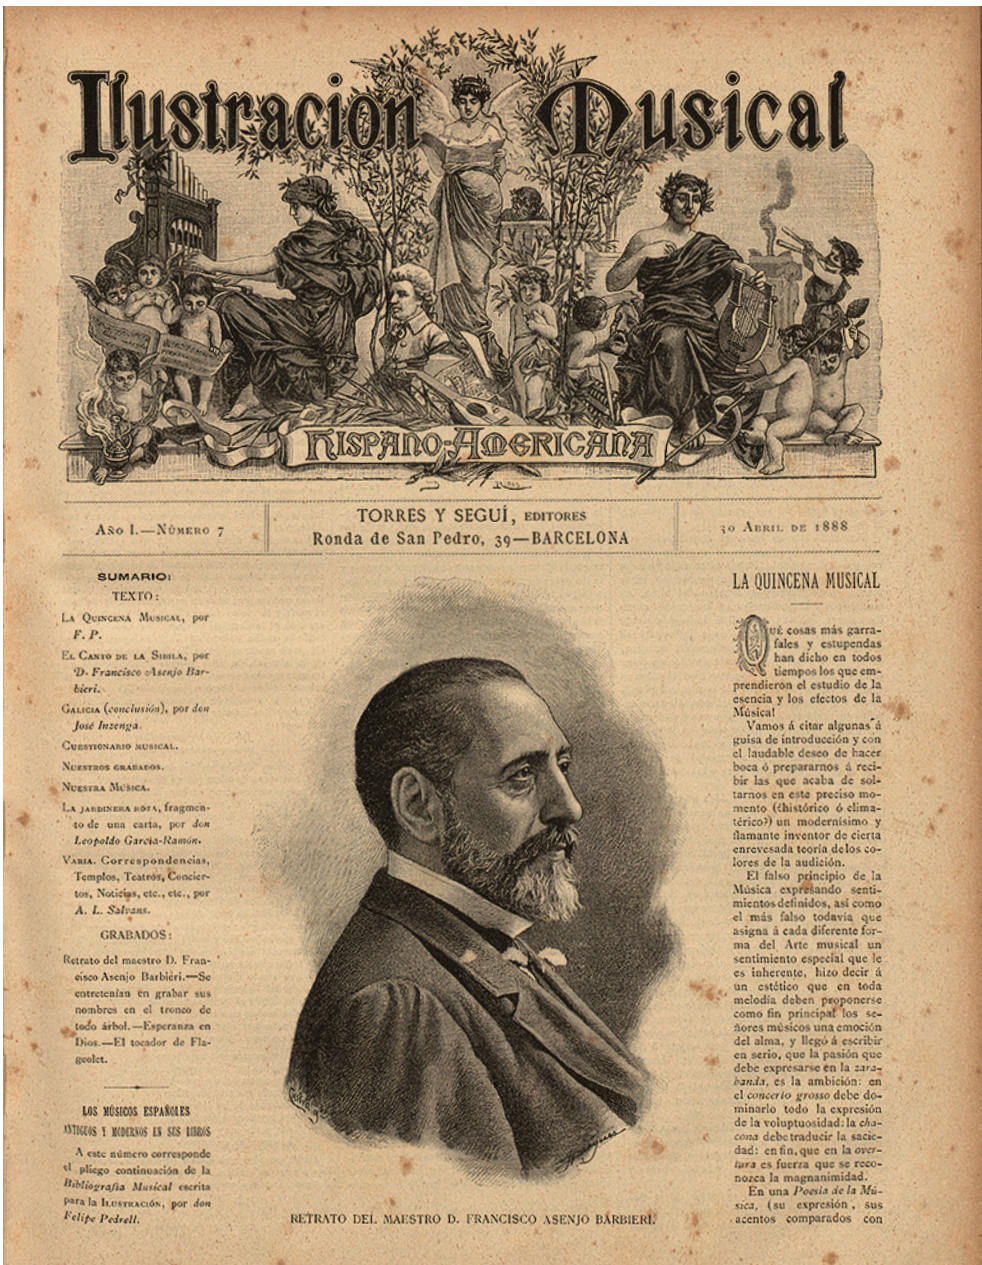 Ilustracion Musical
HISPANO-AMERICANA
AÑO I.—NÚMERO 7
TORRES Y SEGUÍ, EDITORES
Ronda de San Pedro, 39—BARCELONA
30 ABRIL DE 1888
SUMARIO:
TEXTO:
LA QUINCENA MUSICAL, por
F. P.
EL CANTO DE LA SIBILA, por
D. Francisco Asenjo Bar-
bieri.
GALICIA (conclusión), por don
José Inzenga.
CUESTIONARIO MUSICAL.
NUESTROS GRABADOS.
NUESTRA MÚSICA.
LA JARDINERA ROTA, fragmen-
to de una carta, por don
Leopoldo García-Ramón.
VARIA. Correspondencias,
Templos, Teatros, Concier-
tos, Noticias, etc., etc., por
A. L. Salvans.
GRABADOS:
Retrato del maestro D. Fran-
cisco Asenjo Barbieri.—Se
entretenían en grabar sus
nombres en el tronco de
todo árbol.—Esperanza en
Dios.—El tocador de Fla-
geolet.
LOS MÚSICOS ESPAÑOLES
ANTIGUOS Y MODERNOS EN SUS LIBROS
A este número corresponde
el pliego continuación de la
Bibliografía Musical escrita
para la ILUSTRACIÓN, por don
Felipe Pedrell.
RETRATO DEL MAESTRO D. FRANCISCO ASENJO BARBIERI.
LA QUINCENA MUSICAL
QUÉ cosas más garra-
fales y estupendas
han dicho en todos
tiempos los que em-
prendieron el estudio de la
esencia y los efectos de la
Música!
Vamos á citar algunas á
guisa de introducción y con
el laudable deseo de hacer
boca ó prepararnos á reci-
bir las que acaba de sol-
tarnos en este preciso mo-
mento (¿histórico ó clima-
térico?) un modernísimo y
flamante inventor de cierta
enrevesada teoría de los co-
lores de la audición.
El falso principio de la
Música expresando senti-
mientos definidos, así como
el más falso todavía que
asigna á cada diferente for-
ma del Arte musical un
sentimiento especial que le
es inherente, hizo decir á
un estético que en toda
melodía deben proponerse
como fin principal los se-
ñores músicos una emoción
del alma, y llegó á escribir
en serio, que la pasión que
debe expresarse en la zara-
banda, es la ambición: en
el concerto grosso debe do-
minarlo todo la expresión
de la voluptuosidad: la cha-
cona debe traducir la sacie-
dad: en fin, que en la over-
tura es fuerza que se reco-
nozca la magnanimidad.
En una Poesía de la Mú-
sica, (su expresión, sus
acentos comparados con